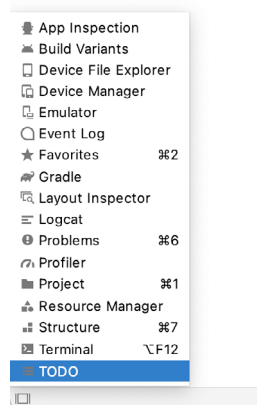 App Inspection
Build Variants
Device File Explorer
Device Manager
Emulator
Event Log
Favorites ⌘2
Gradle
Layout Inspector
Logcat
Problems ⌘6
Profiler
Project ⌘1
Resource Manager
Structure ⌘7
Terminal ⌥F12
TODO